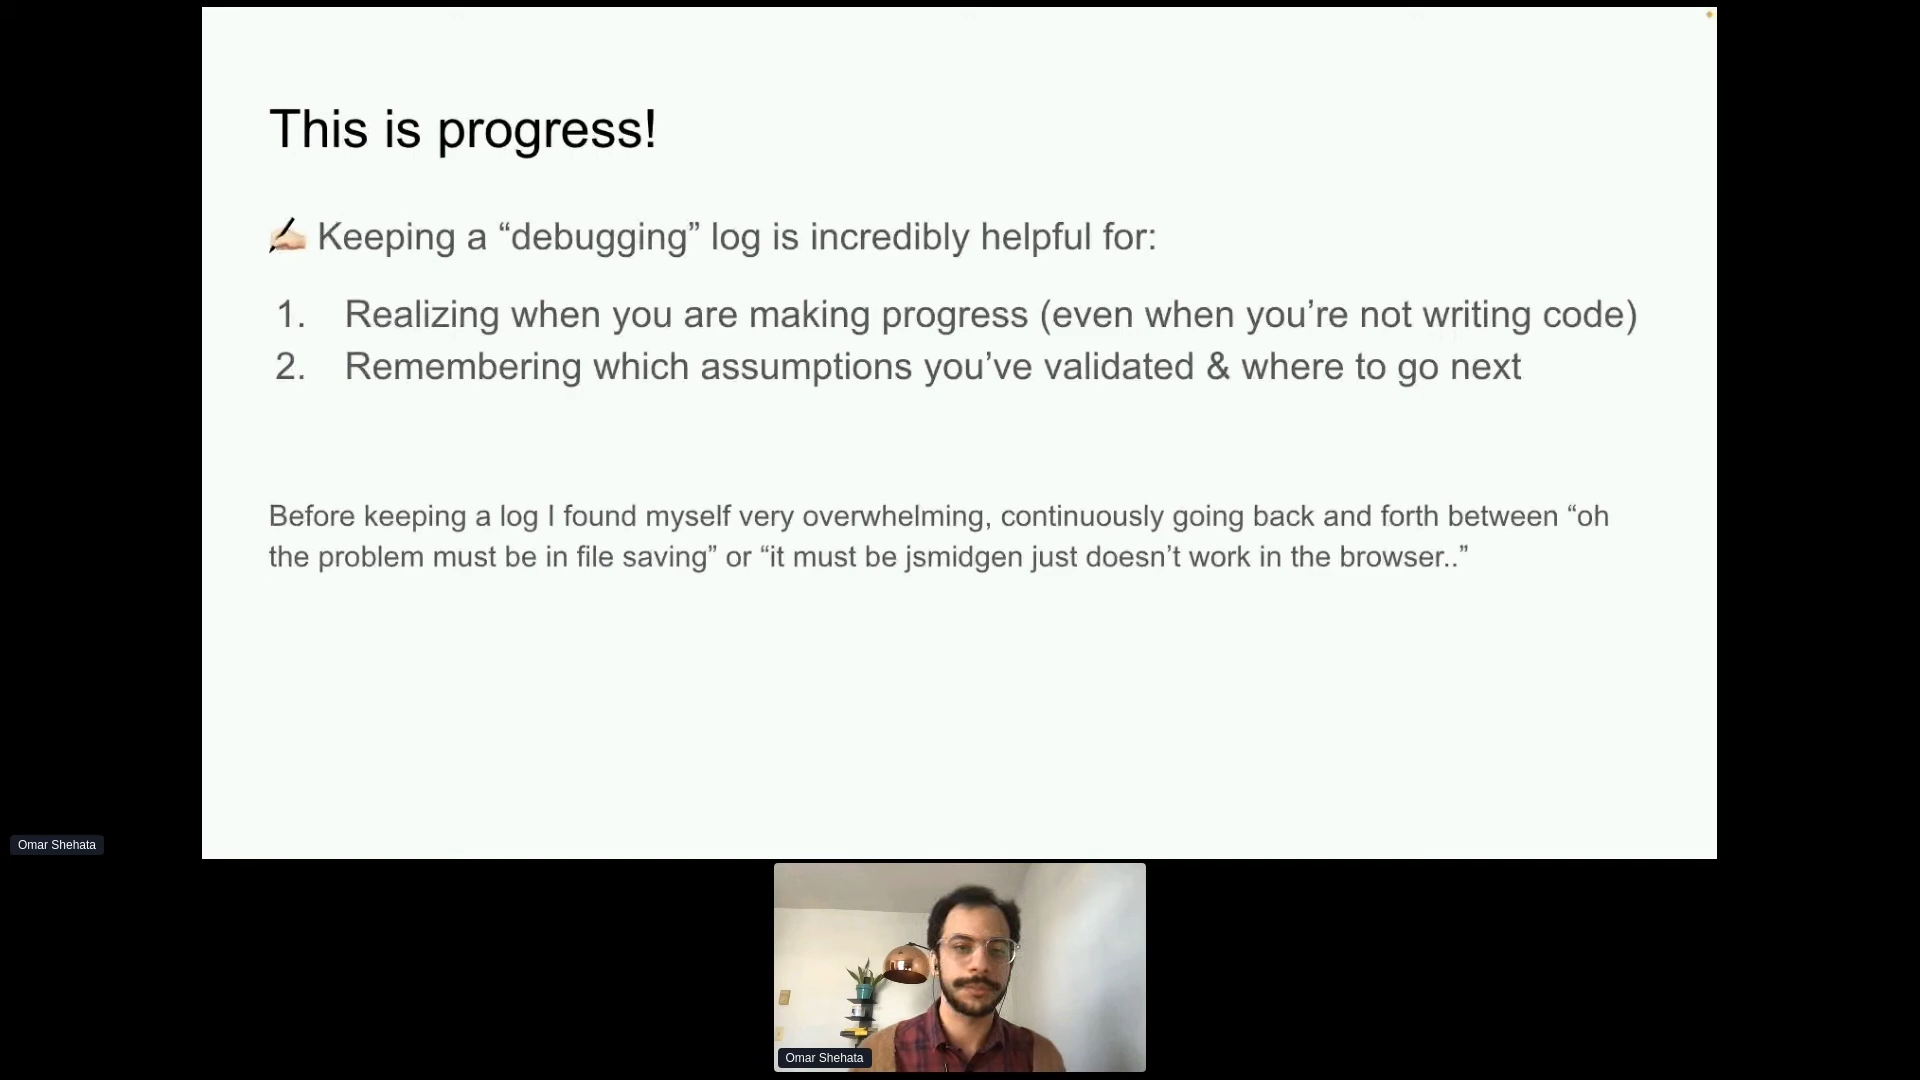 This is progress!
✍🏻 Keeping a “debugging” log is incredibly helpful for:
1. Realizing when you are making progress (even when you’re not writing code)
2. Remembering which assumptions you’ve validated & where to go next
Before keeping a log I found myself very overwhelming, continuously going back and forth between “oh
the problem must be in file saving” or “it must be jsmidgen just doesn’t work in the browser..”
Omar Shehata
Omar Shehata